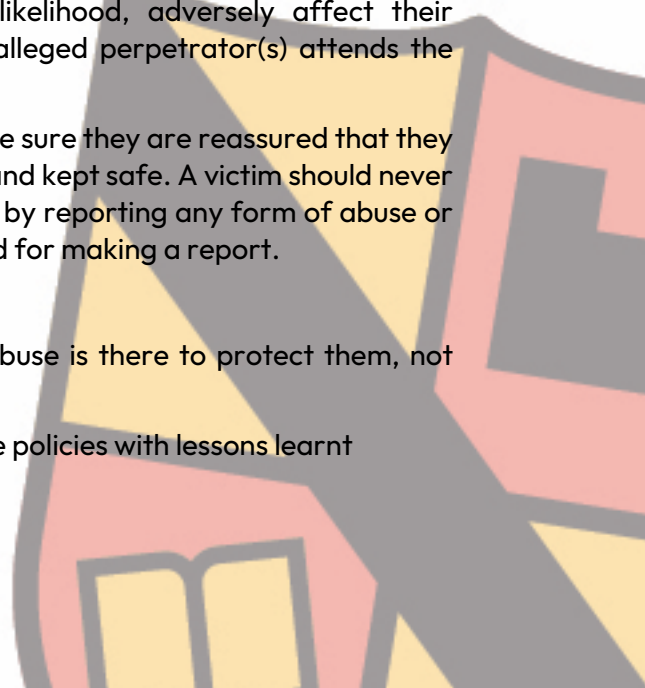 likelihood, adversely affect their
alleged perpetrator(s) attends the
e sure they are reassured that they
and kept safe. A victim should never
by reporting any form of abuse or
d for making a report.
buse is there to protect them, not
e policies with lessons learnt